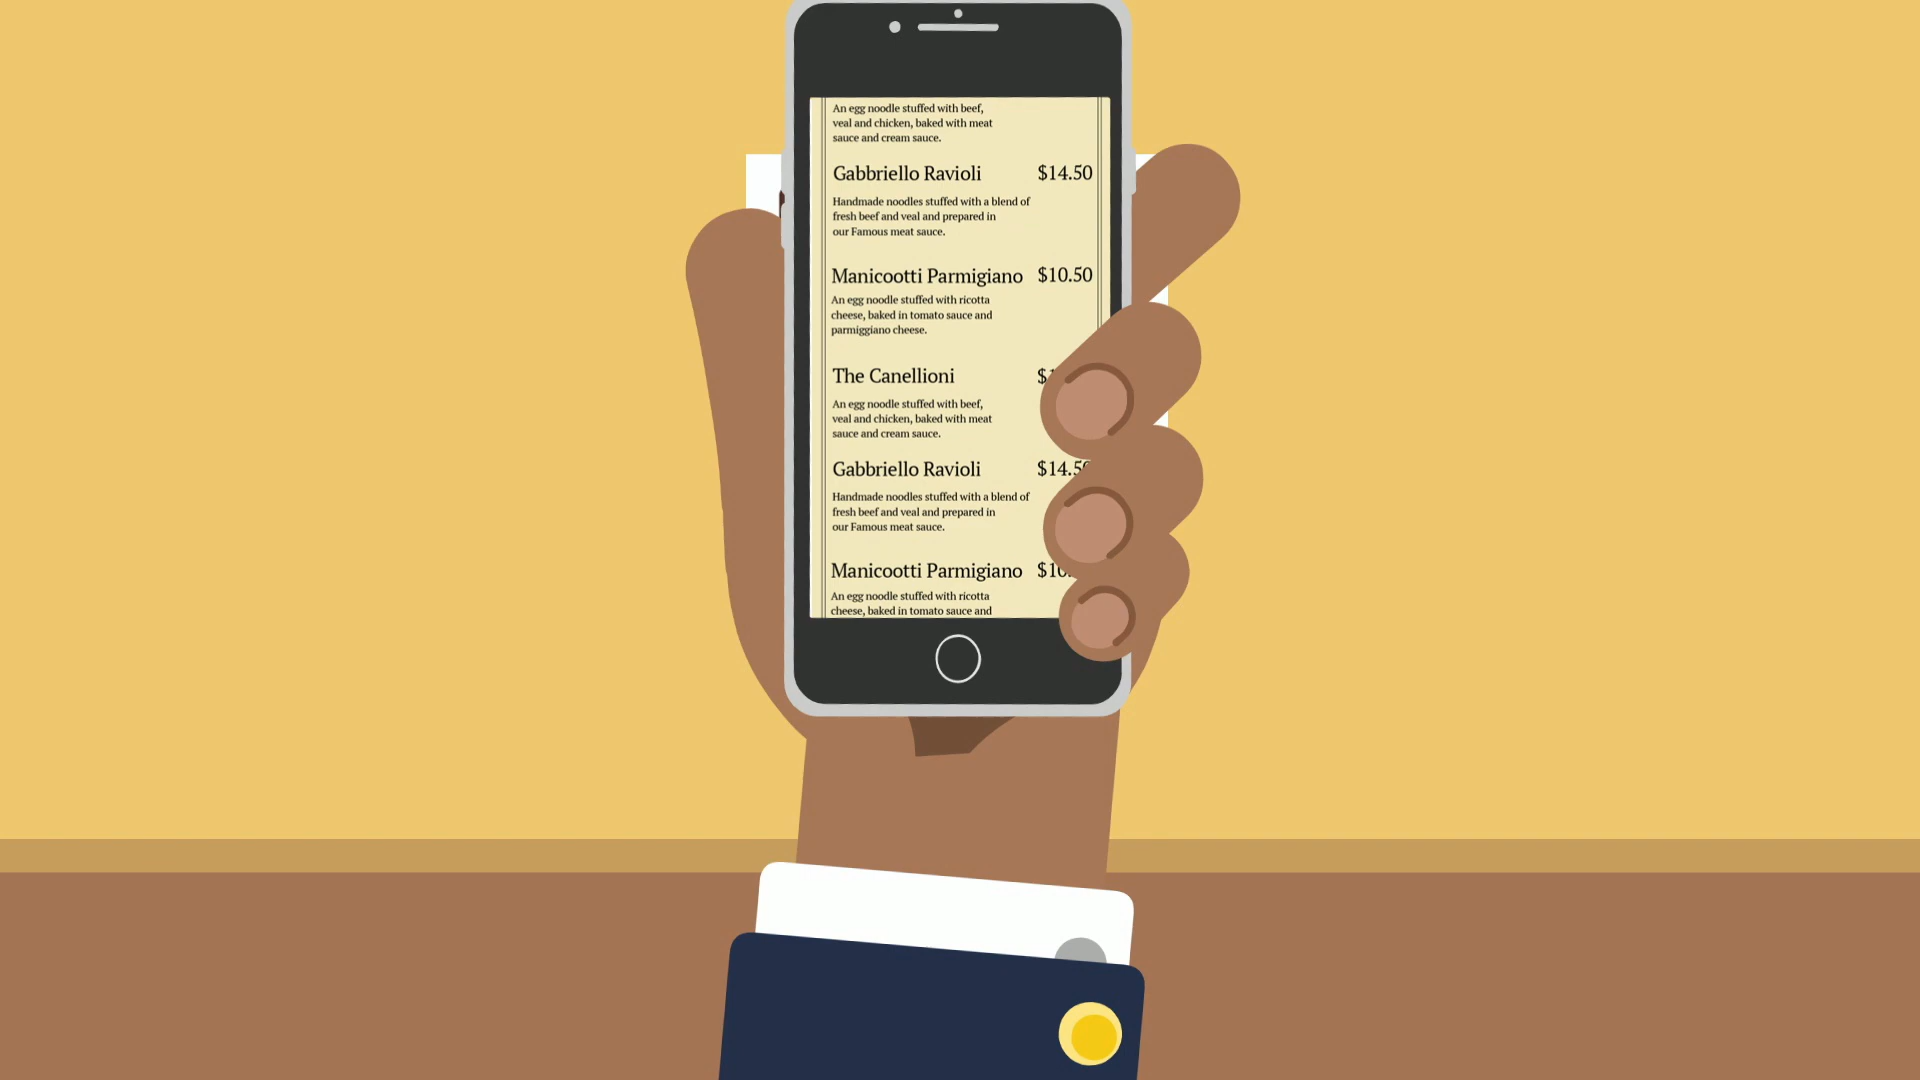 An egg noodle stuffed with beef,
veal and chicken, baked with meat
sauce and cream sauce.
Gabbriello Ravioli $14.50
Handmade noodles stuffed with a blend of
fresh beef and veal and prepared in
our Famous meat sauce.
Manicootti Parmigiano $10.50
An egg noodle stuffed with ricotta
cheese, baked in tomato sauce and
parmiggiano cheese.
The Canellioni
An egg noodle stuffed with beef,
veal and chicken, baked with meat
sauce and cream sauce.
Gabbriello Ravioli $14.50
Handmade noodles stuffed with a blend of
fresh beef and veal and prepared in
our Famous meat sauce.
Manicootti Parmigiano
An egg noodle stuffed with ricotta
cheese, baked in tomato sauce and